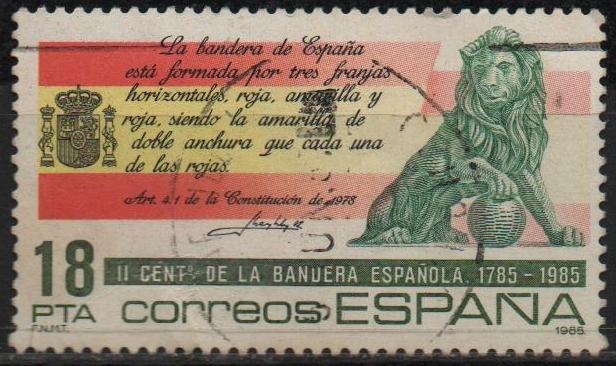 La bandera de España
está formada por tres franjas
horizontales, roja, amarilla y
roja, siendo la amarilla de
doble anchura que cada una
de las rojas.
Art. 4.1 de la Constitución de 1978
18
PTA
II CENTº DE LA BANDERA ESPAÑOLA. 1785-1985
correos ESPAÑA
F.N.M.T.
1985